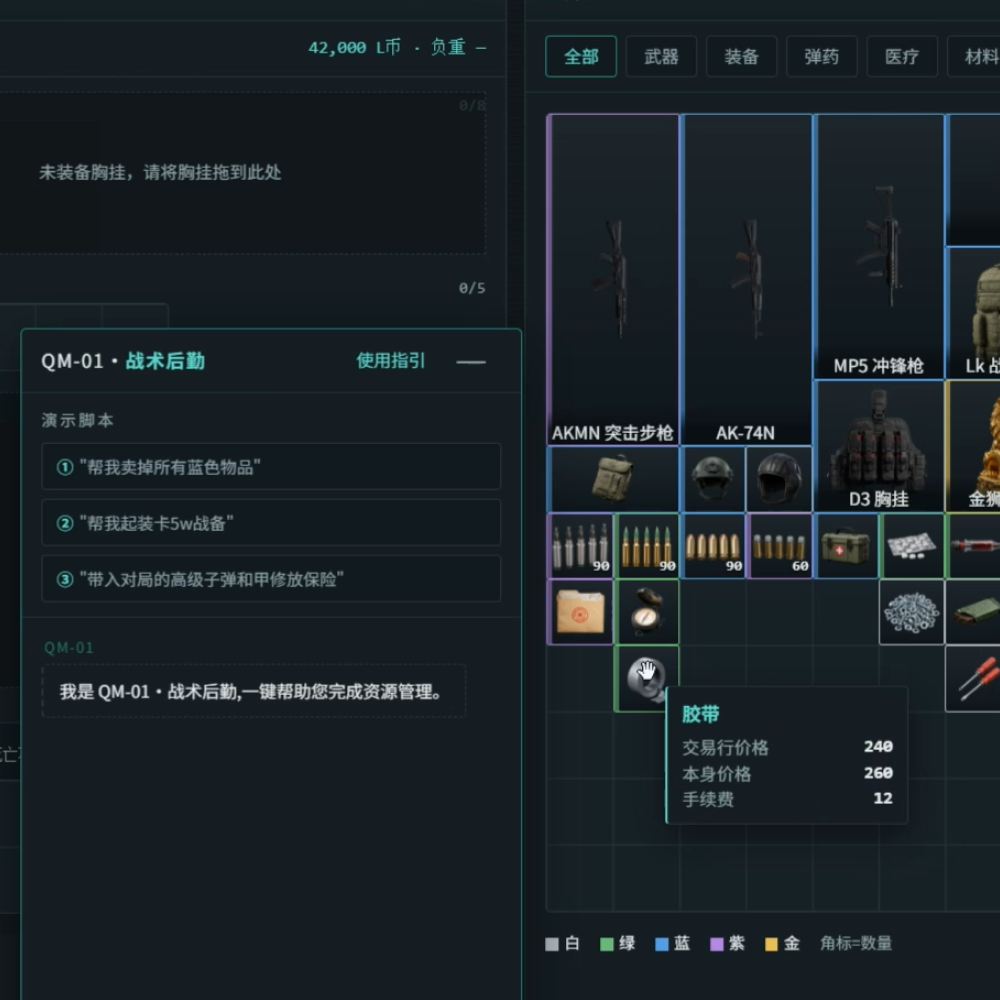 42,000 L币 · 负重 —
0/8
未装备胸挂，请将胸挂拖到此处
0/5
QM-01·战术后勤
使用指引
演示脚本
① "帮我卖掉所有蓝色物品"
② "帮我起装卡5w战备"
③ "带入对局的高级子弹和甲修放保险"
QM-01
我是 QM-01·战术后勤,一键帮助您完成资源管理。
全部 武器 装备 弹药 医疗 材料
MP5 冲锋枪
AKMN 突击步枪
AK-74N
D3 胸挂
90 90 90 60
胶带
交易行价格 240
本身价格 260
手续费 12
白 绿 蓝 紫 金 角标=数量